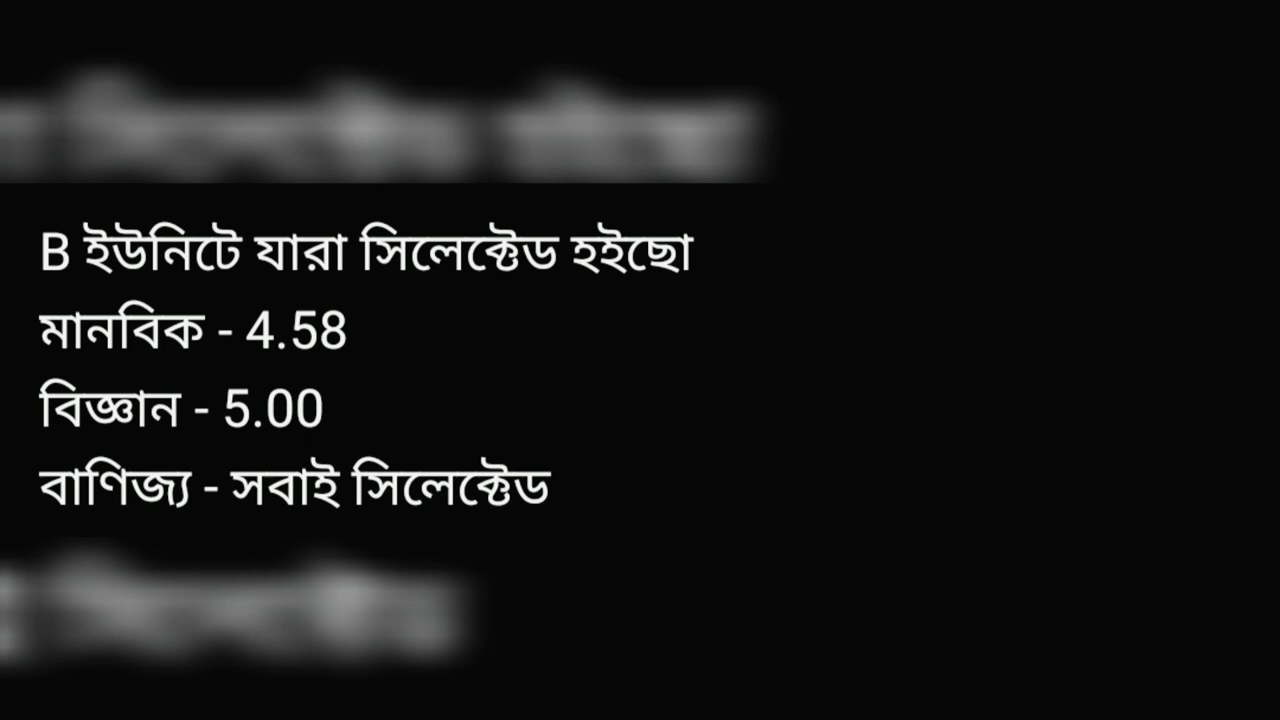 B ইউনিটে যারা সিলেক্টেড হইছো
মানবিক - 4.58
বিজ্ঞান - 5.00
বাণিজ্য - সবাই সিলেক্টেড